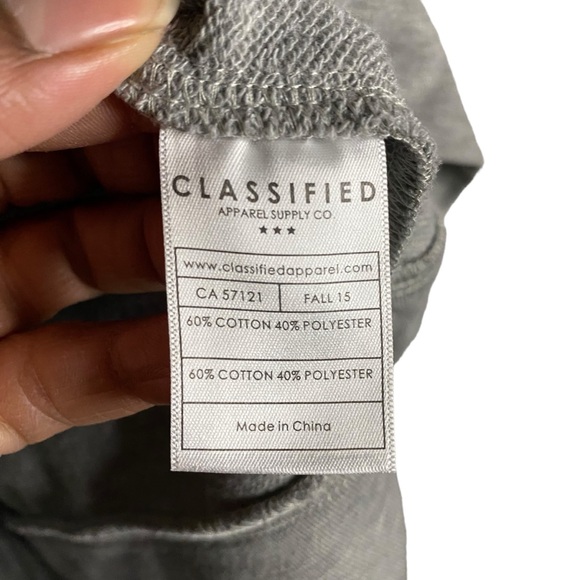 CLASSIFIED
APPAREL SUPPLY CO
★★★
www.classifiedapparel.com
CA 57121 FALL 15
60% COTTON 40% POLYESTER
60% COTTON 40% POLYESTER
Made in China